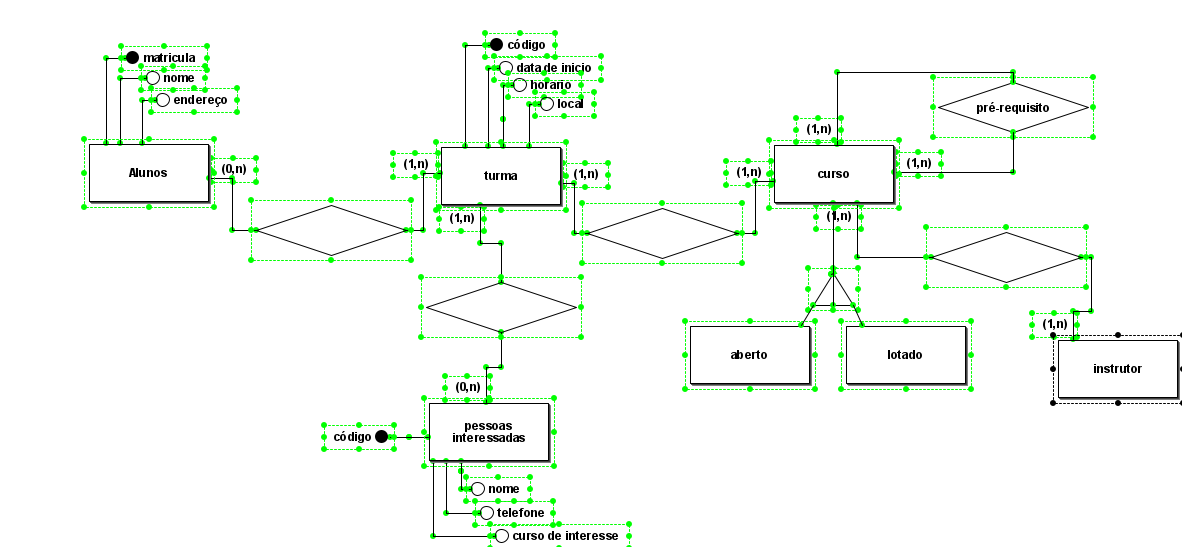 matricula
nome
endereço
Alunos
(0,n)
código
data de inicio
horario
local
(1,n)
turma
(1,n)
(1,n)
(1,n)
(1,n)
curso
(1,n)
(1,n)
pré-requisito
aberto
lotado
(1,n)
instrutor
(0,n)
pessoas
interessadas
código
nome
telefone
curso de interesse